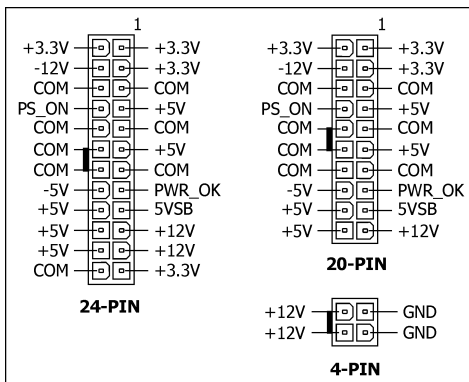 1
+3.3V +3.3V
-12V +3.3V
COM COM
PS_ON +5V
COM COM
COM +5V
COM COM
-5V PWR_OK
+5V 5VSB
+5V +12V
+5V +12V
COM +3.3V
24-PIN
1
+3.3V +3.3V
-12V +3.3V
COM COM
PS_ON +5V
COM COM
COM +5V
COM COM
-5V PWR_OK
+5V 5VSB
+5V +12V
20-PIN
+12V GND
+12V GND
4-PIN